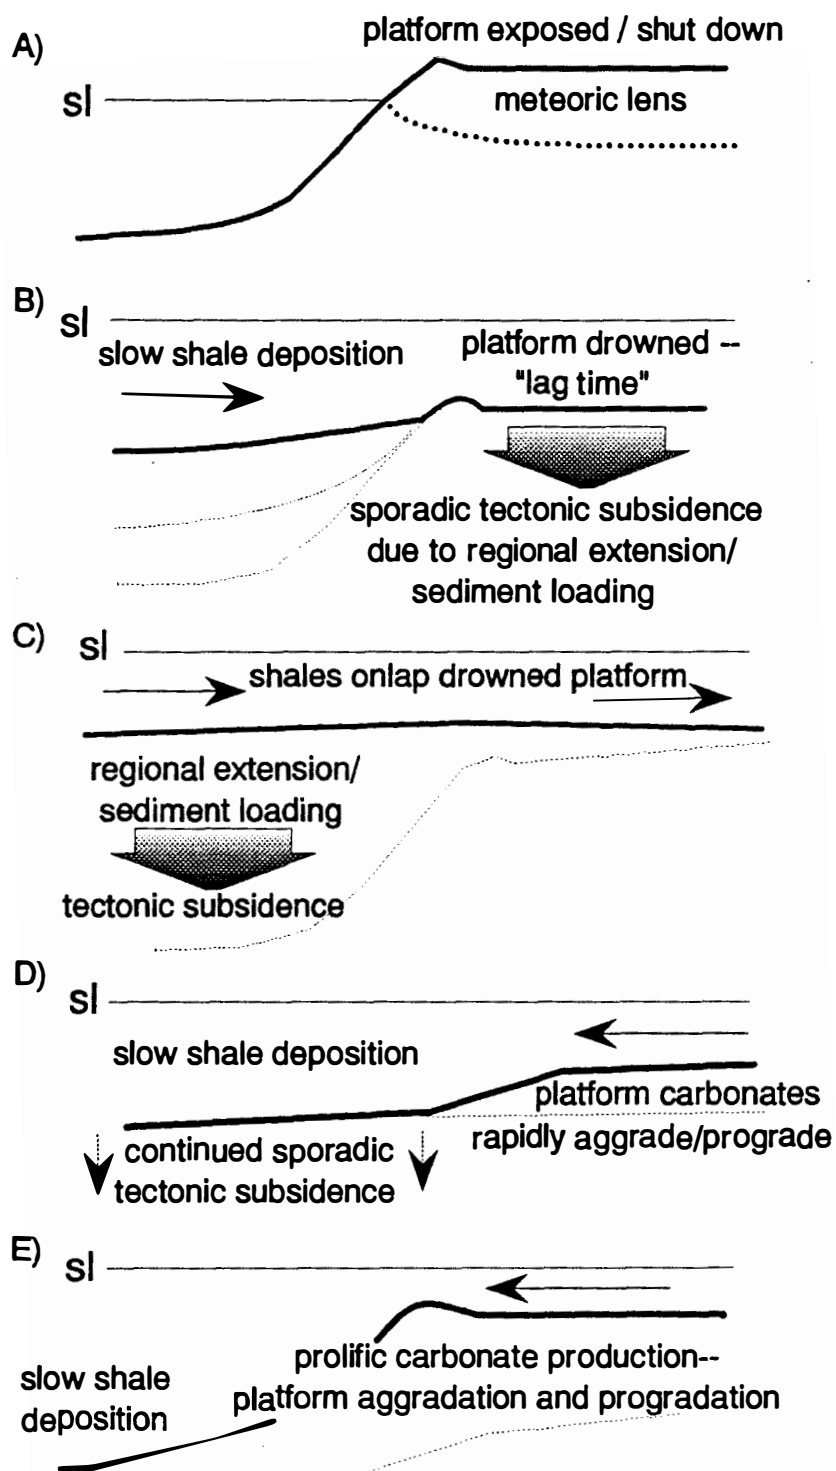 A)
platform exposed / shut down
sl
meteoric lens
B)
sl
slow shale deposition
platform drowned --
"lag time"
sporadic tectonic subsidence
due to regional extension/
sediment loading
C)
sl
shales onlap drowned platform
regional extension/
sediment loading
tectonic subsidence
D)
sl
slow shale deposition
platform carbonates
rapidly aggrade/prograde
continued sporadic
tectonic subsidence
E)
sl
prolific carbonate production--
platform aggradation and progradation
slow shale
deposition